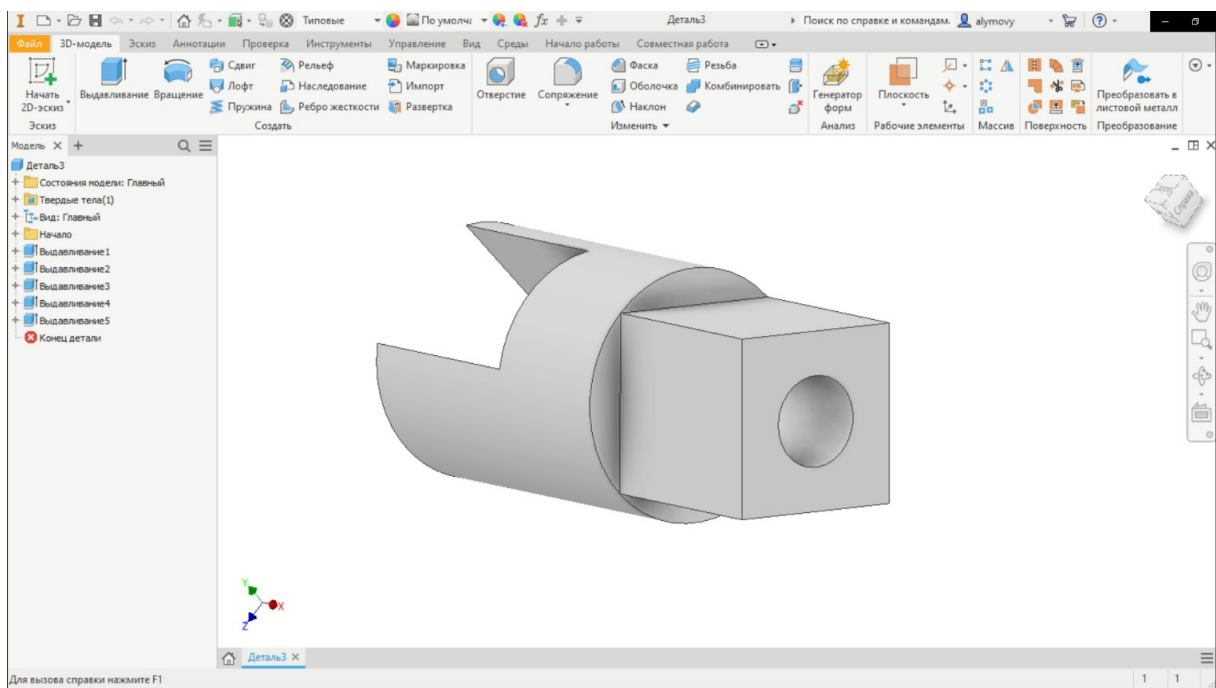 Типовые
По умолча
fx
Деталь3
Поиск по справке и командам.
alymovy
Файл 3D-модель Эскиз Аннотации Проверка Инструменты Управление Вид Среды Начало работы Совместная работа
Начать 2D-эскиз
Выдавливание
Вращение
Сдвиг
Лофт
Пружина
Рельеф
Наследование
Ребро жесткости
Маркировка
Импорт
Развертка
Отверстие
Сопряжение
Фаска
Оболочка
Наклон
Резьба
Комбинировать
Генератор форм
Плоскость
Преобразовать в листовой металл
Эскиз Создать Изменить Анализ Рабочие элементы Массив Поверхность Преобразование
Модель
Деталь3
Состояния модели: Главный
Твердые тела(1)
Вид: Главный
Начало
Выдавливание1
Выдавливание2
Выдавливание3
Выдавливание4
Выдавливание5
Конец детали
Справа
Y
X
Z
Деталь3
Для вызова справки нажмите F1
1 1